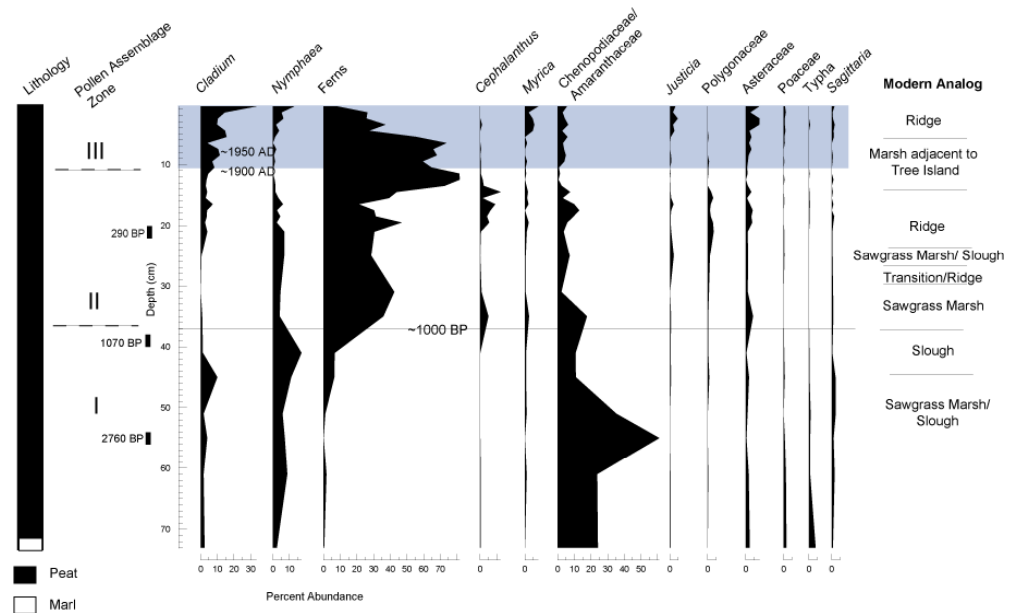 Lithology
Pollen Assemblage
Zone
Cladium
Nymphaea
Ferns
Cephalanthus
Myrica
Chenopodiaceae/
Amaranthaceae
Justicia
Polygonaceae
Asteraceae
Poaceae
Typha
Sagittaria
Modern Analog
III
II
I
~1950 AD
~1900 AD
290 BP
1070 BP
2760 BP
~1000 BP
Depth (cm)
10
20
30
40
50
60
70
Ridge
Marsh adjacent to
Tree Island
Ridge
Sawgrass Marsh/ Slough
Transition/Ridge
Sawgrass Marsh
Slough
Sawgrass Marsh/
Slough
0 10 20 30
0 10
0 10 20 30 40 50 60 70
0
0
0 10 20 30 40 50
0
0
0
0
0
0
Percent Abundance
Peat
Marl